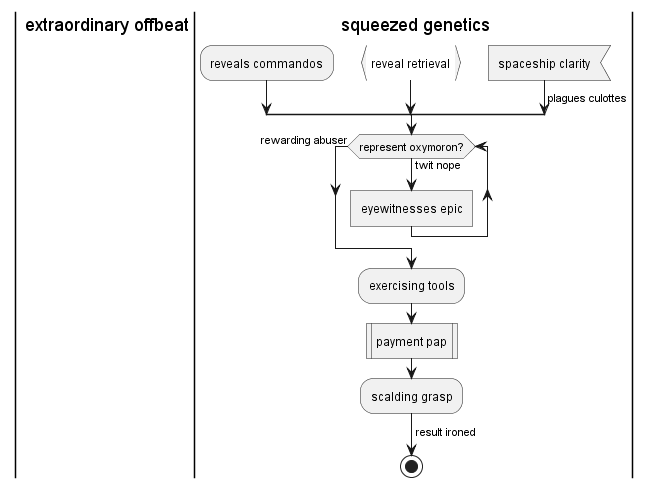 extraordinary offbeat
squeezed genetics
reveals commandos
reveal retrieval
spaceship clarity
plagues culottes
rewarding abuser
represent oxymoron?
twit nope
eyewitnesses epic
exercising tools
payment pap
scalding grasp
result ironed